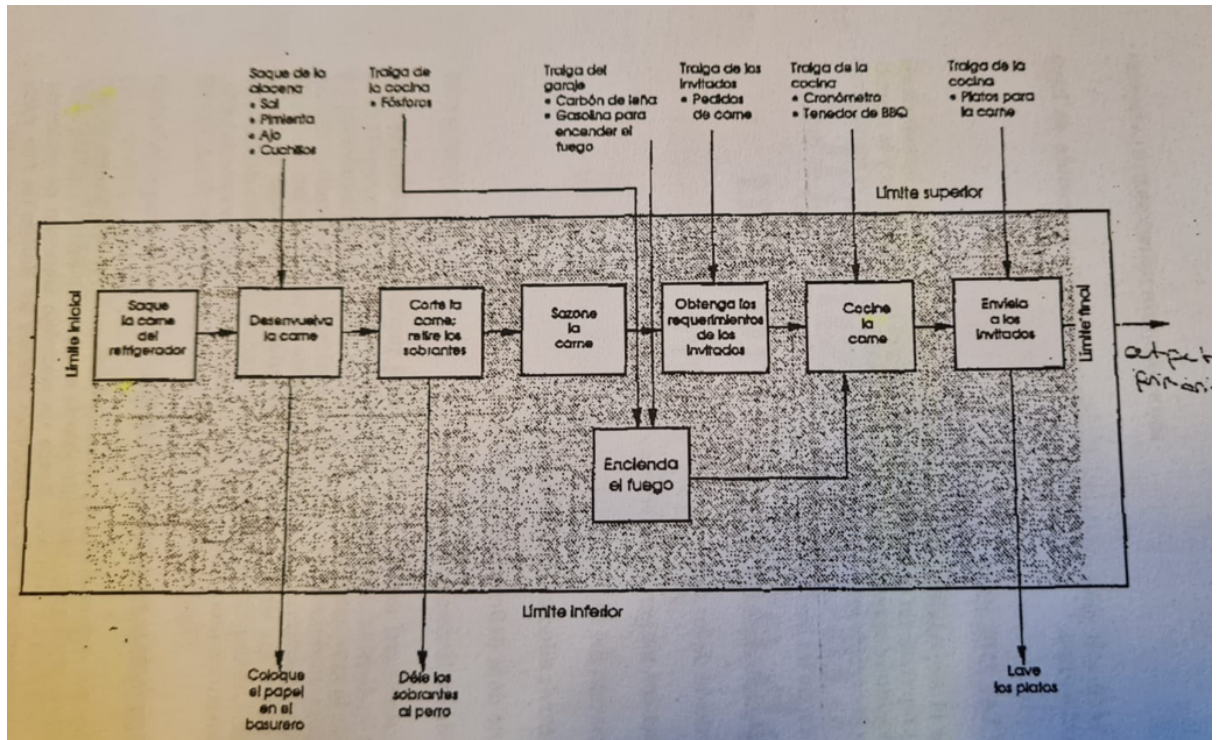 Saque de la
alacena
• Sal
• Pimienta
• Ajo
• Cuchillos
Traiga de
la cocina
• Fósforos
Traiga del
garaje
• Carbón de leña
• Gasolina para
encender el
fuego
Traiga de los
invitados
• Pedidos
de carne
Traiga de la
cocina
• Cronómetro
• Tenedor de BBQ
Traiga de la
cocina
• Platos para
la carne
Límite superior
Límite inicial
Saque
la carne
del
refrigerador
Desenvuelva
la carne
Corte la
carne;
retire los
sobrantes
Sazone
la
carne
Obtenga los
requerimientos
de los
invitados
Cocine
la
carne
Envíela
a los
invitados
Límite final
Encienda
el fuego
Límite inferior
Coloque
el papel
en el
basurero
Déle los
sobrantes
al perro
Lave
los platos